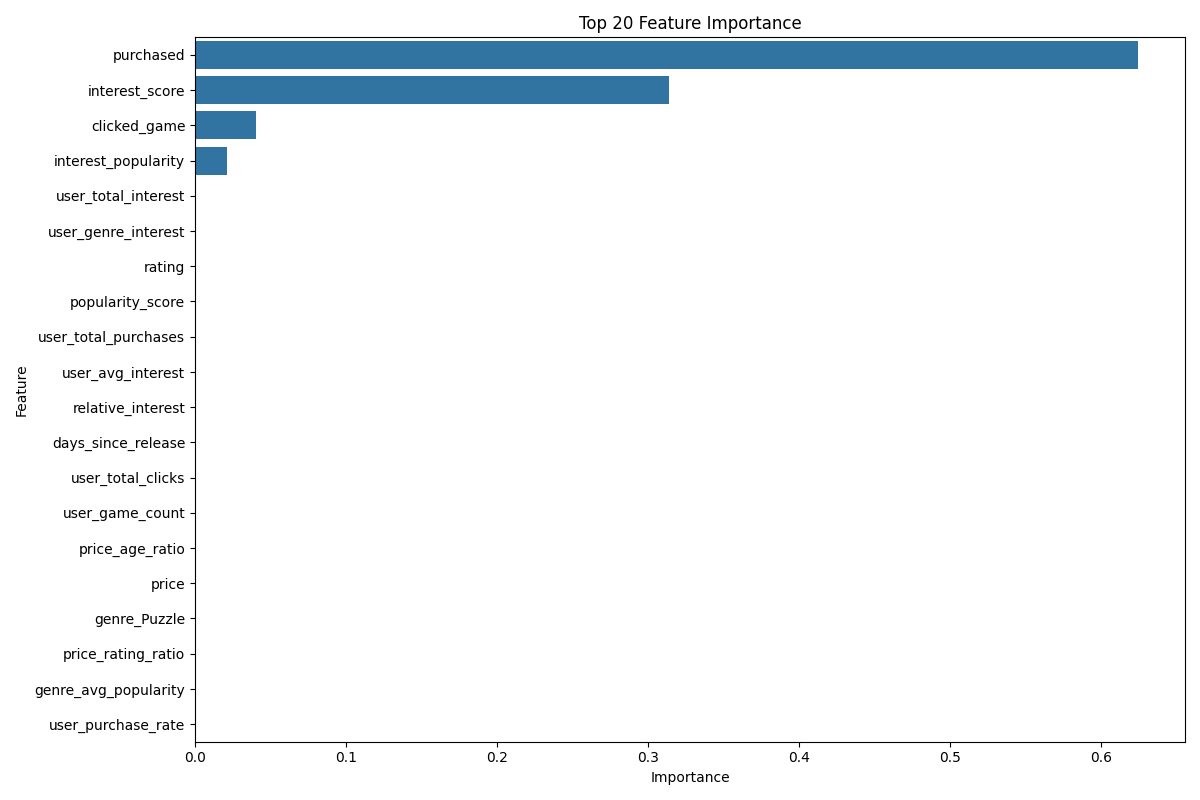 Top 20 Feature Importance
purchased
interest_score
clicked_game
interest_popularity
user_total_interest
user_genre_interest
rating
popularity_score
user_total_purchases
user_avg_interest
relative_interest
days_since_release
user_total_clicks
user_game_count
price_age_ratio
price
genre_Puzzle
price_rating_ratio
genre_avg_popularity
user_purchase_rate
Feature
0.0 0.1 0.2 0.3 0.4 0.5 0.6
Importance